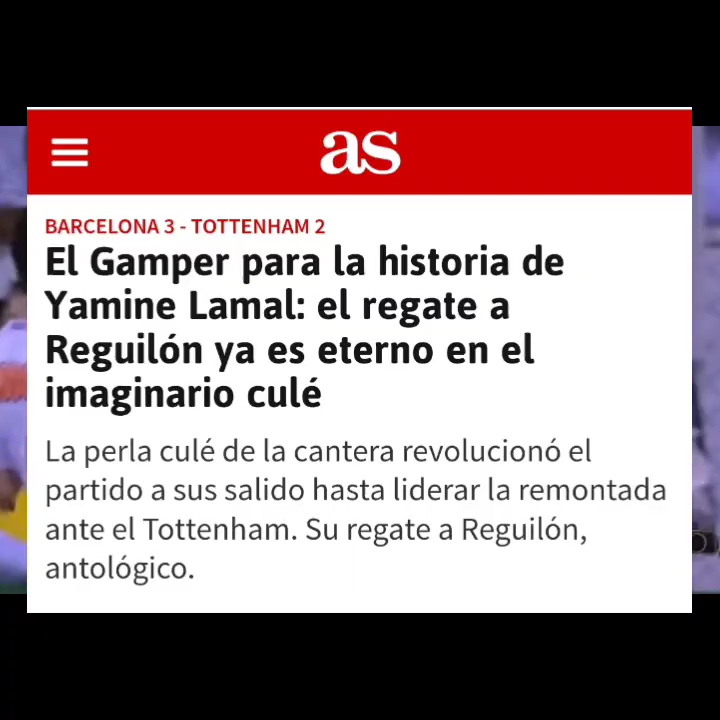 as
BARCELONA 3 - TOTTENHAM 2
El Gamper para la historia de
Yamine Lamal: el regate a
Reguilón ya es eterno en el
imaginario culé
La perla culé de la cantera revolucionó el
partido a sus salido hasta liderar la remontada
ante el Tottenham. Su regate a Reguilón,
antológico.